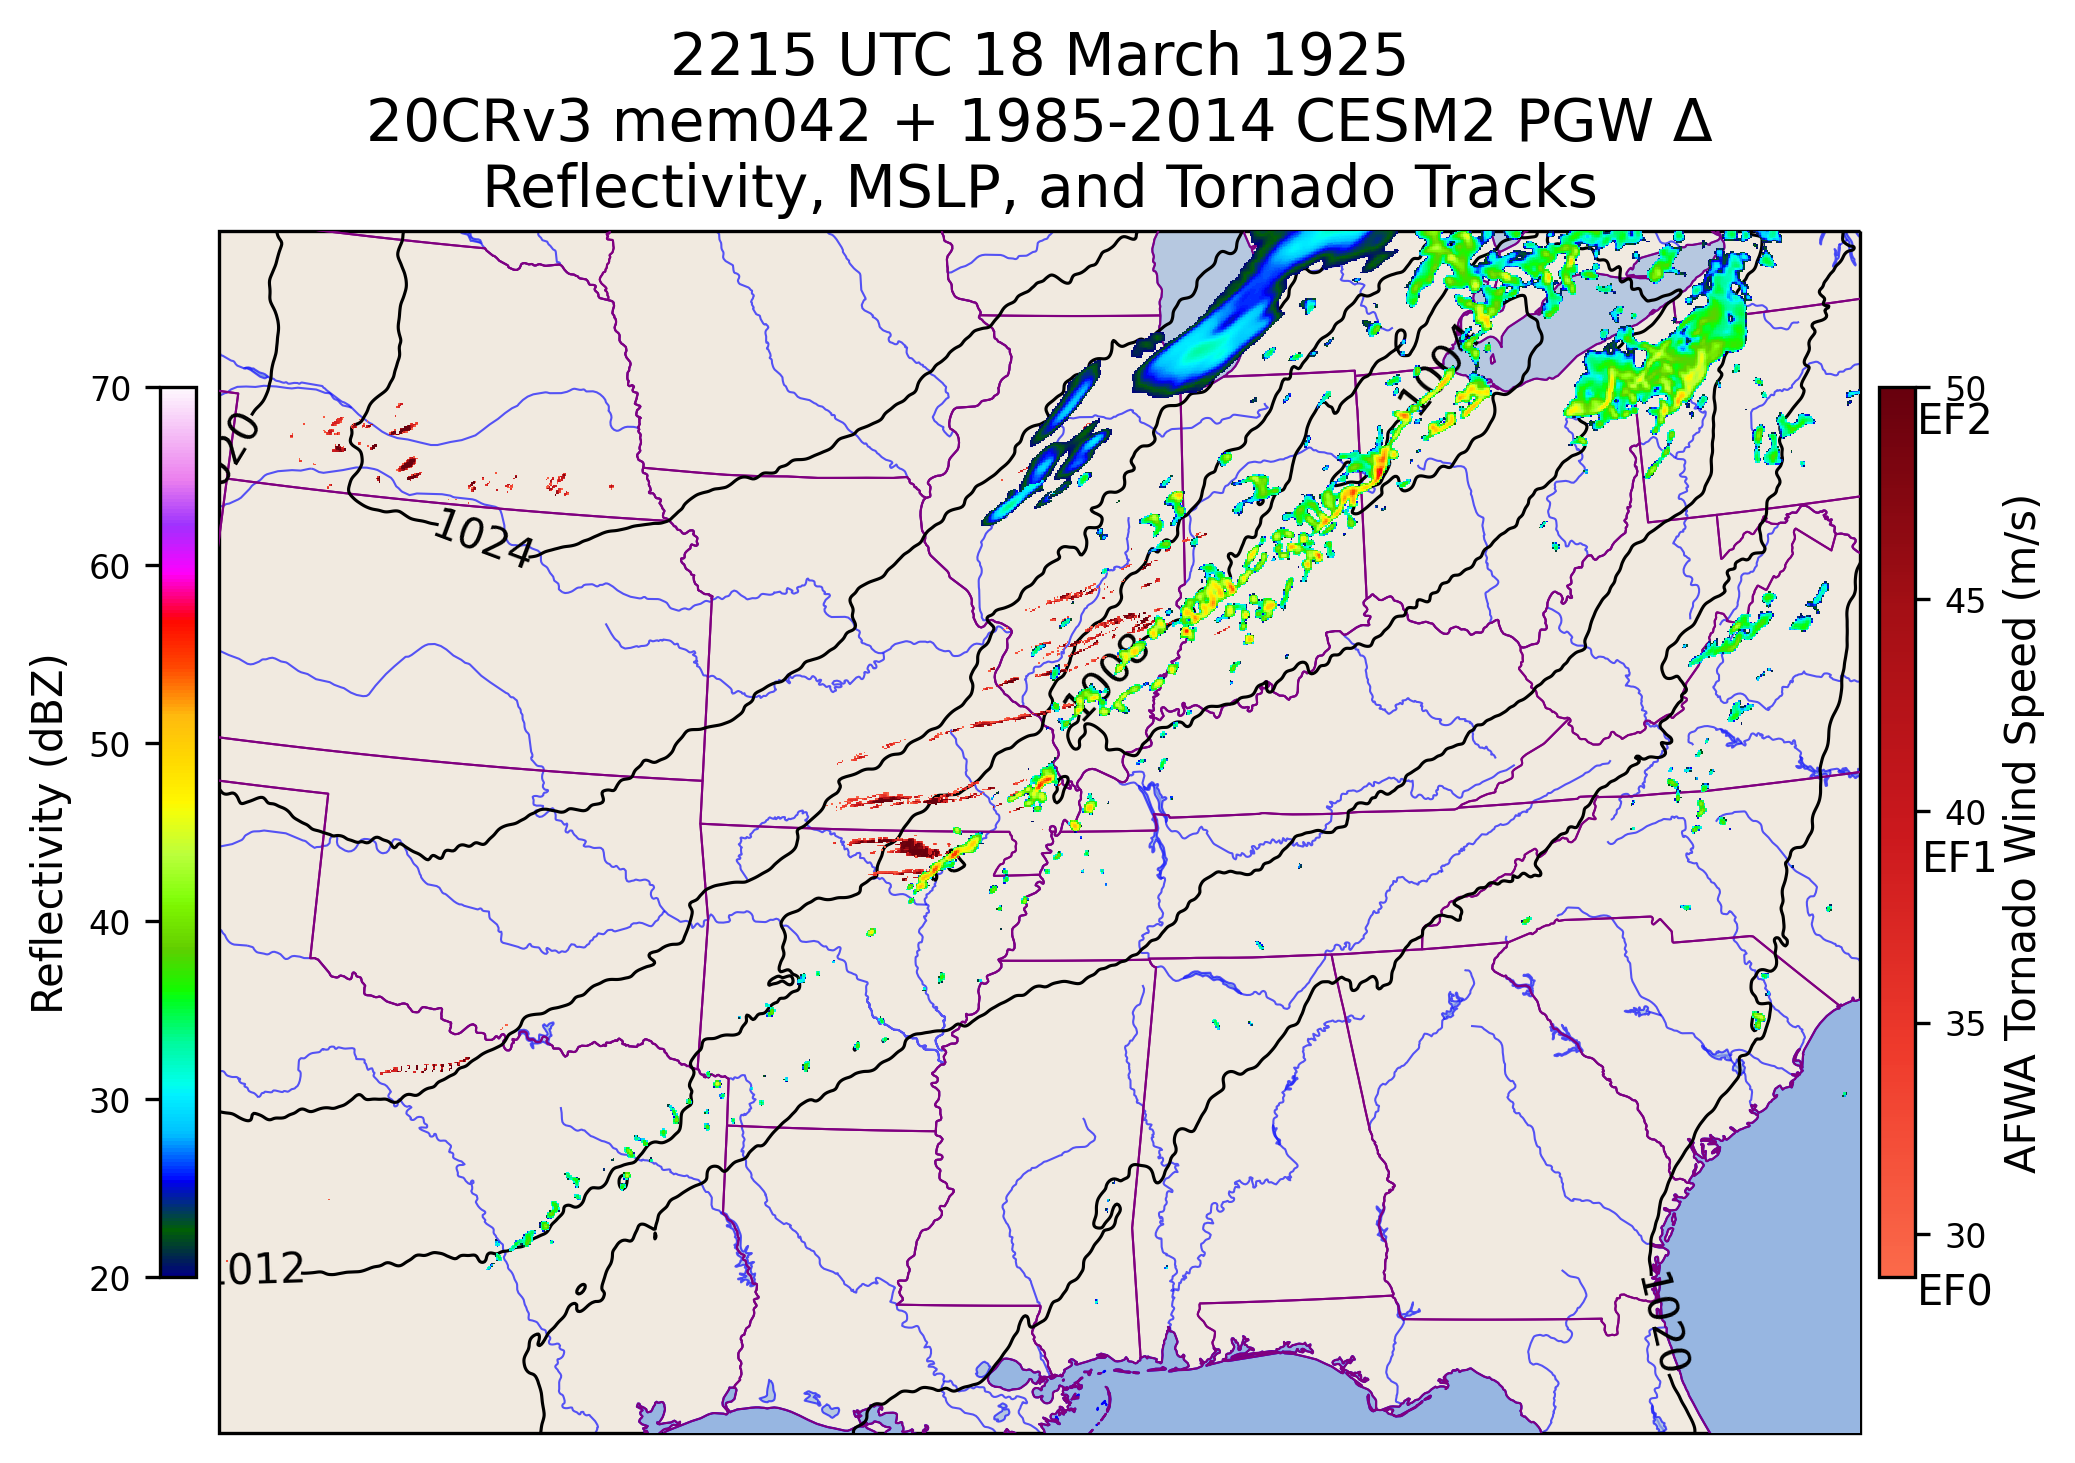 2215 UTC 18 March 1925
20CRv3 mem042 + 1985-2014 CESM2 PGW Δ
Reflectivity, MSLP, and Tornado Tracks
Reflectivity (dBZ)
70
60
50
40
30
20
1004
1024
1008
1020
50
EF2
45
40
EF1
35
30
EF0
AFWA Tornado Wind Speed (m/s)